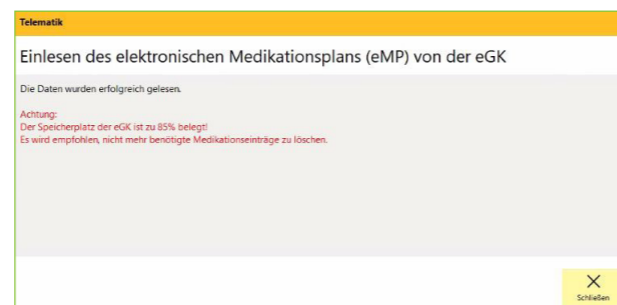 Telematik
Einlesen des elektronischen Medikationsplans (eMP) von der eGK
Die Daten wurden erfolgreich gelesen.
Achtung:
Der Speicherplatz der eGK ist zu 85% belegt!
Es wird empfohlen, nicht mehr benötigte Medikationseinträge zu löschen.
Schließen